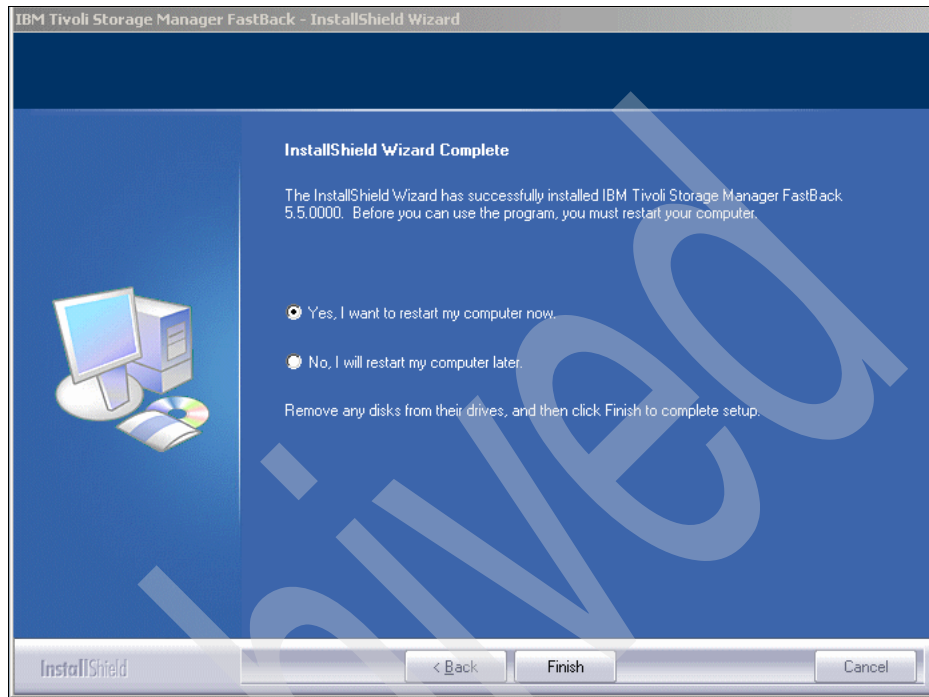 IBM Tivoli Storage Manager FastBack - InstallShield Wizard
InstallShield Wizard Complete
The InstallShield Wizard has successfully installed IBM Tivoli Storage Manager FastBack
5.5.0000. Before you can use the program, you must restart your computer.
Yes, I want to restart my computer now.
No, I will restart my computer later.
Remove any disks from their drives, and then click Finish to complete setup.
InstallShield
< Back
Finish
Cancel
hived